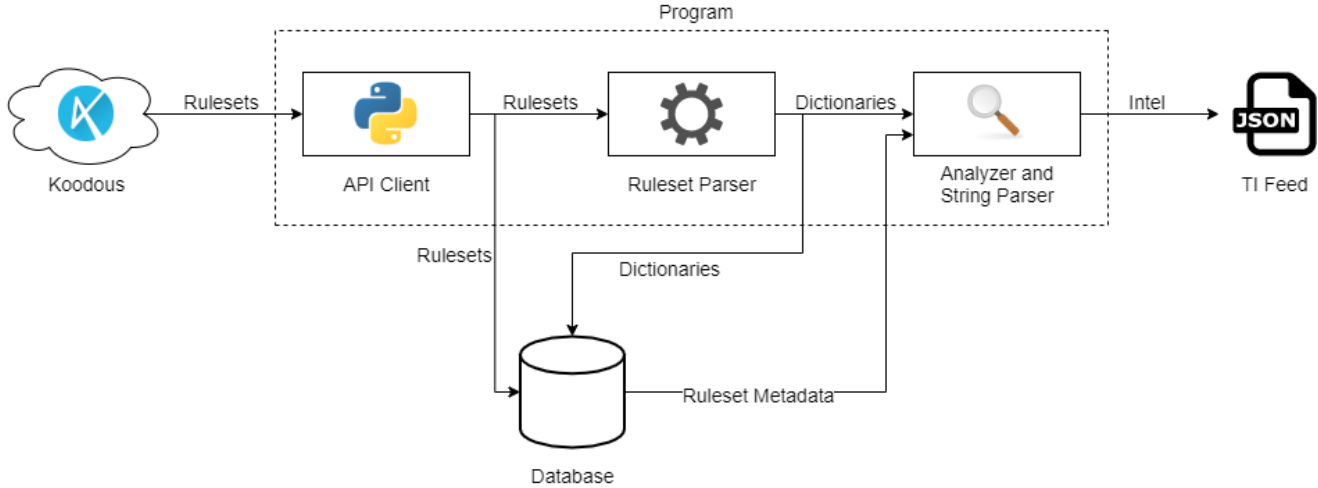 Program
Rulesets
Rulesets
Dictionaries
Intel
JSON
Koodous
API Client
Ruleset Parser
Analyzer and
String Parser
TI Feed
Rulesets
Dictionaries
Ruleset Metadata
Database